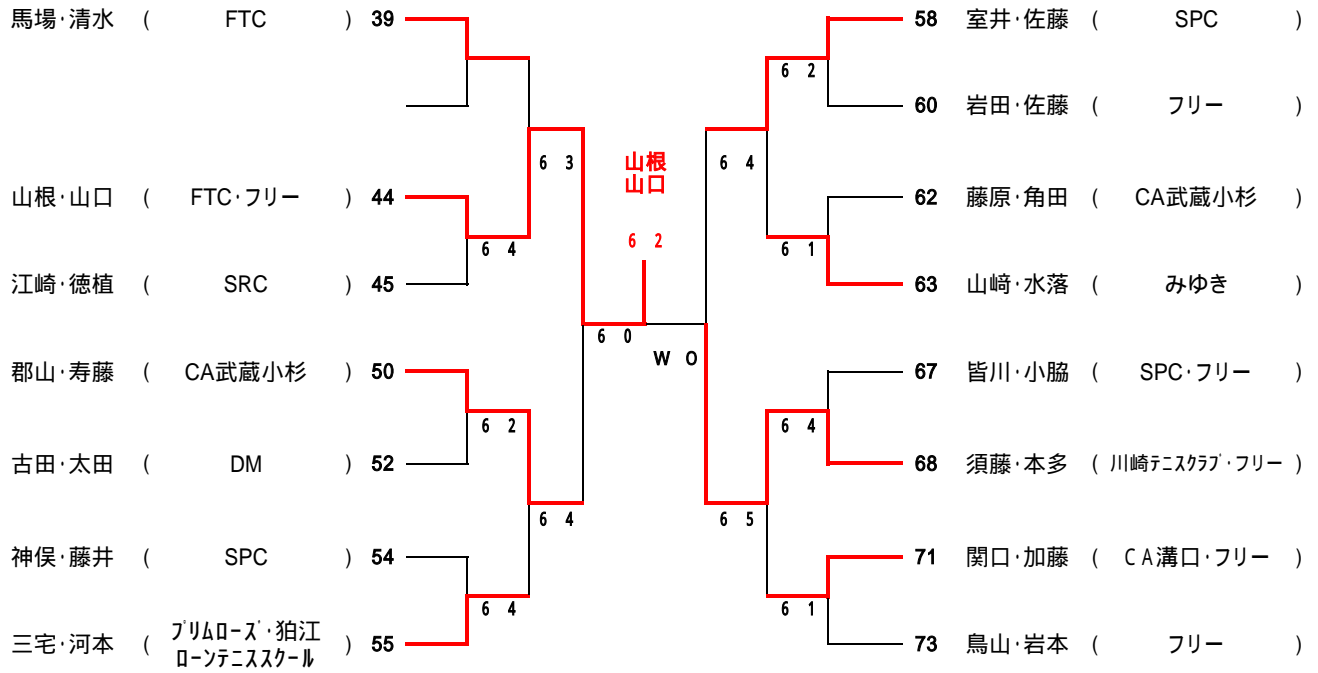 馬場・清水 ( FTC ) 39
山根・山口 ( FTC・フリー ) 44
江崎・徳植 ( SRC ) 45
郡山・寿藤 ( CA武蔵小杉 ) 50
古田・太田 ( DM ) 52
神俣・藤井 ( SPC ) 54
三宅・河本 ( プリムローズ・狛江
ローンテニススクール ) 55
6 4
6 2
6 4
6 3
6 4
6 0
山根
山口
6 2
W O
6 4
6 5
6 2
6 1
6 4
6 1
58 室井・佐藤 ( SPC )
60 岩田・佐藤 ( フリー )
62 藤原・角田 ( CA武蔵小杉 )
63 山﨑・水落 ( みゆき )
67 皆川・小脇 ( SPC・フリー )
68 須藤・本多 ( 川崎ﾃﾆｽｸﾗﾌﾞ・フリー )
71 関口・加藤 ( CA溝口・フリー )
73 鳥山・岩本 ( フリー )